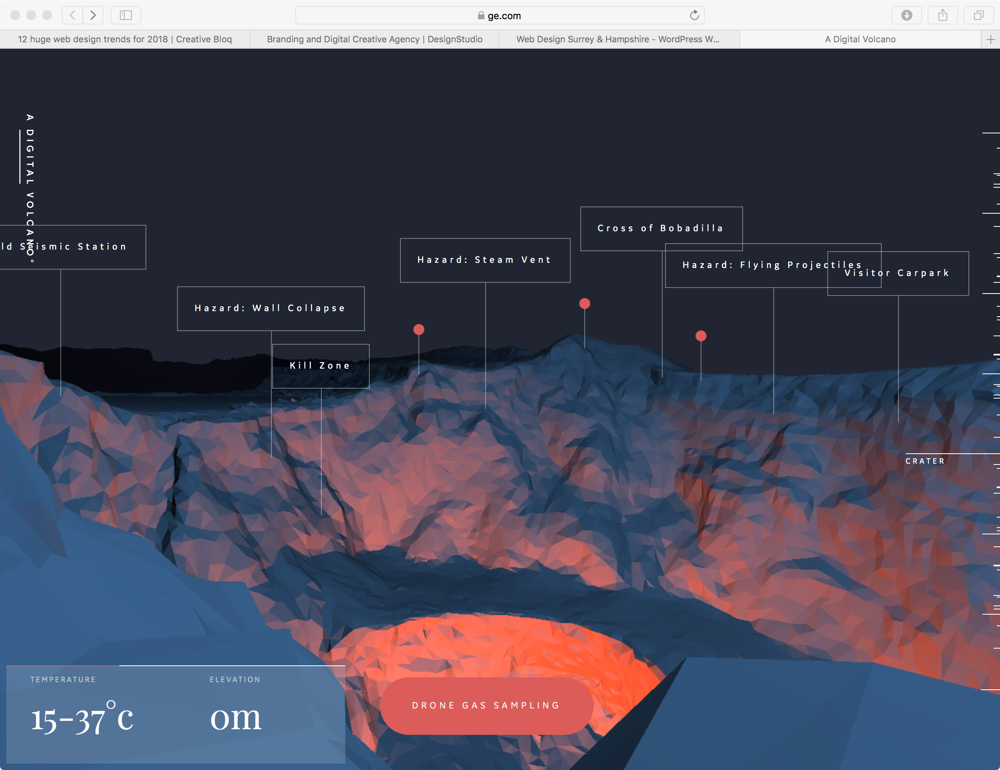 ge.com
12 huge web design trends for 2018 | Creative Bloq
Branding and Digital Creative Agency | DesignStudio
Web Design Surrey & Hampshire - WordPress W...
A Digital Volcano
A DIGITAL VOLCANO°
Cross of Bobadilla
ld Seismic Station
Hazard: Steam Vent
Hazard: Flying Projectiles
Visitor Carpark
Hazard: Wall Collapse
Kill Zone
CRATER
TEMPERATURE
15-37°c
ELEVATION
0m
DRONE GAS SAMPLING